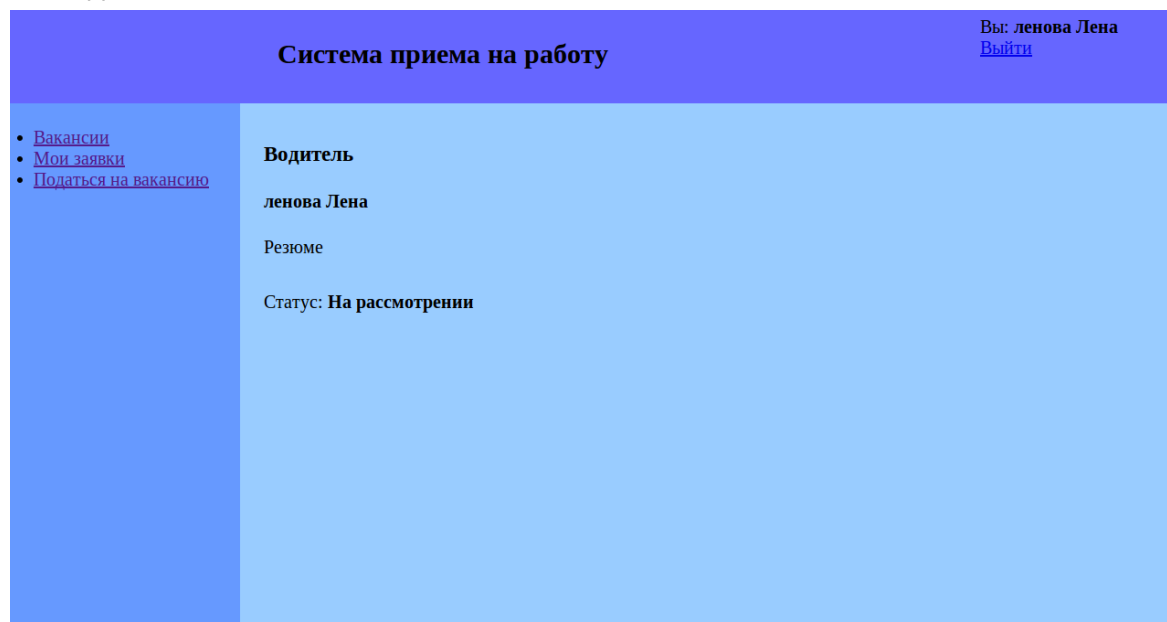 Система приема на работу
Вы: ленова Лена
Выйти
Вакансии
Мои заявки
Податься на вакансию
Водитель
ленова Лена
Резюме
Статус: На рассмотрении